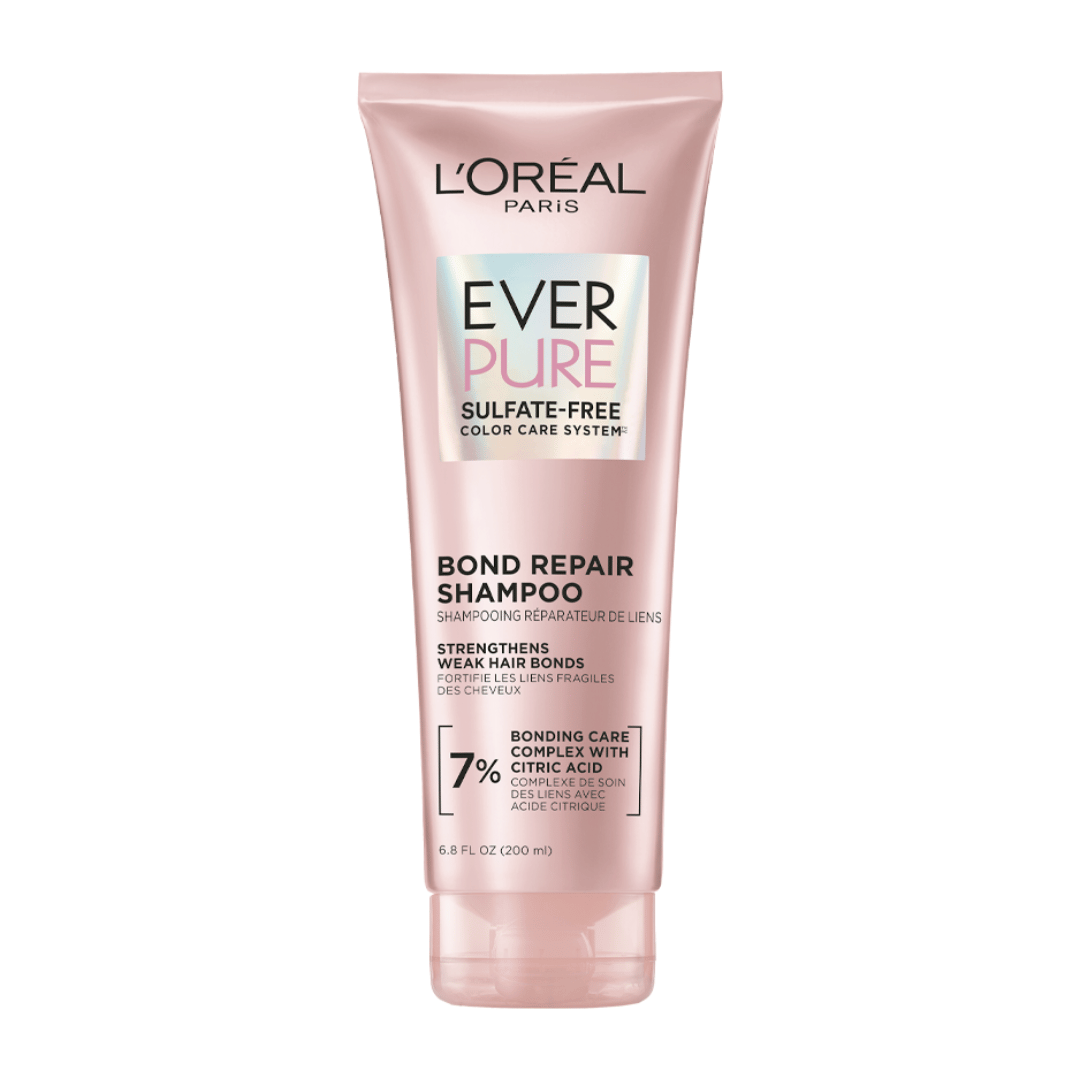 L'ORÉAL
PARiS
EVER
PURE
SULFATE-FREE
COLOR CARE SYSTEM
BOND REPAIR
SHAMPOO
SHAMPOOING RÉPARATEUR DE LIENS
STRENGTHENS
WEAK HAIR BONDS
FORTIFIE LES LIENS FRAGILES
DES CHEVEUX
7%
BONDING CARE
COMPLEX WITH
CITRIC ACID
COMPLEXE DE SOIN
DES LIENS AVEC
ACIDE CITRIQUE
6.8 FL OZ (200 ml)